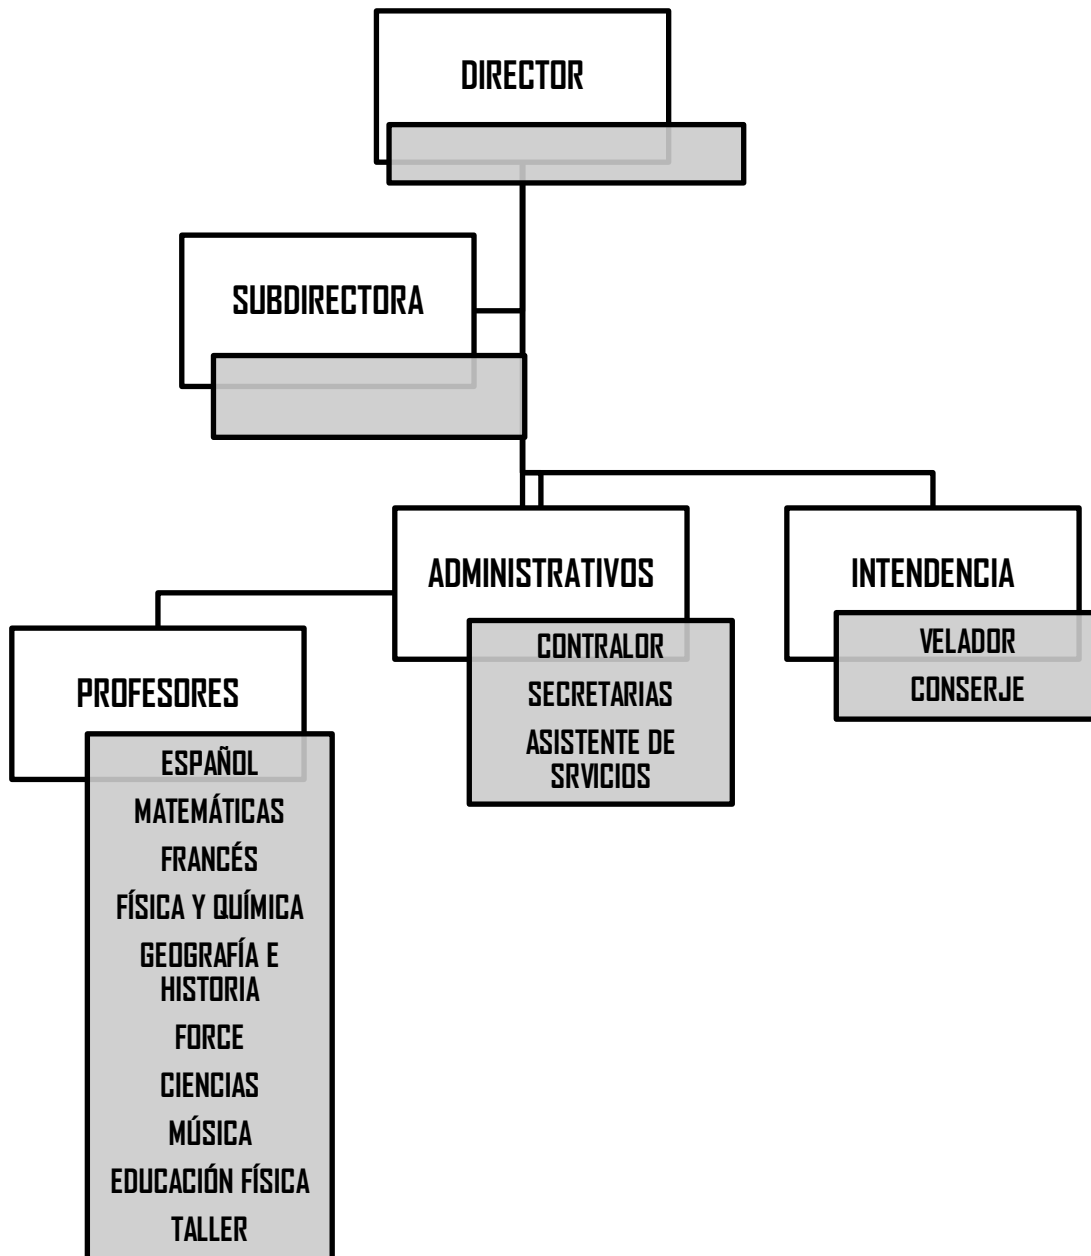 DIRECTOR
SUBDIRECTORA
ADMINISTRATIVOS
CONTRALOR
SECRETARIAS
ASISTENTE DE
SRVICIOS
INTENDENCIA
VELADOR
CONSERJE
PROFESORES
ESPAÑOL
MATEMÁTICAS
FRANCÉS
FÍSICA Y QUÍMICA
GEOGRAFÍA E
HISTORIA
FORCE
CIENCIAS
MÚSICA
EDUCACIÓN FÍSICA
TALLER